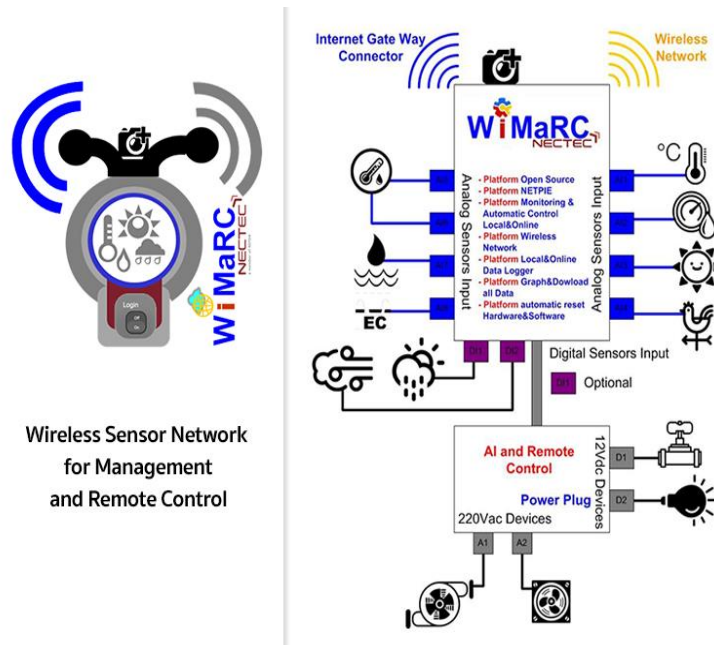 WiMaRC
NECTEC
Login
Off
On
Wireless Sensor Network
for Management
and Remote Control
Internet Gate Way
Connector
Wireless
Network
WiMaRC
NECTEC
°C
Analog Sensors Input
- Platform Open Source
- Platform NETPIE
- Platform Monitoring &
Automatic Control
Local&Online
- Platform Wireless
Network
- Platform Local&Online
Data Logger
- Platform Graph&Dowload
all Data
- Platform automatic reset
Hardware&Software
Analog Sensors Input
EC
DI1
DI2
Digital Sensors Input
DI1
Optional
AI and Remote
Control
Power Plug
12Vdc Devices
D1
D2
220Vac Devices
A1
A2